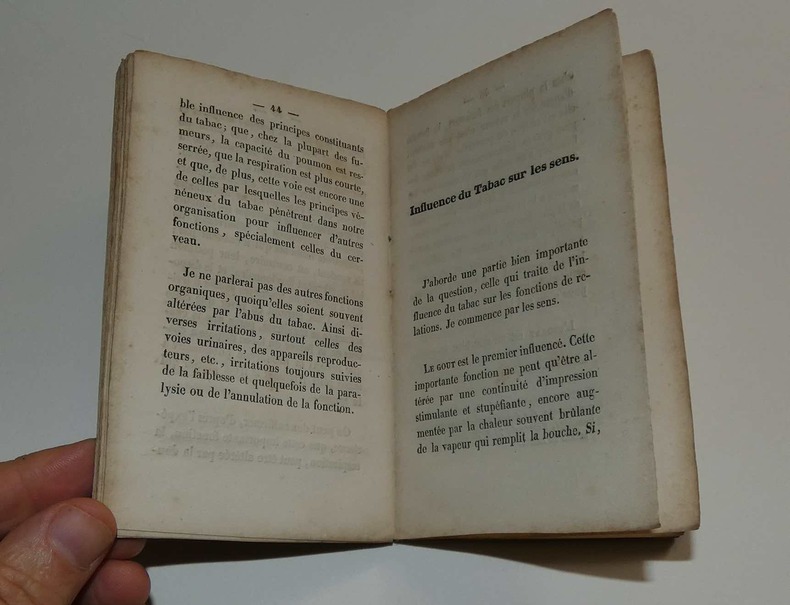 — 44 —
ble influence des principes constituants
du tabac; que, chez la plupart des fu-
meurs, la capacité du poumon est res-
serrée, que la respiration est plus courte,
et que, de plus, cette voie est encore une
de celles par lesquelles les principes vé-
néneux du tabac pénètrent dans notre
organisation pour influencer d'autres
fonctions, spécialement celles du cer-
veau.
Je ne parlerai pas des autres fonctions
organiques, quoiqu'elles soient souvent
altérées par l'abus du tabac. Ainsi di-
verses irritations, surtout celles des
voies urinaires, des appareils reproduc-
teurs, etc., irritations toujours suivies
de la faiblesse et quelquefois de la para-
lysie ou de l'annulation de la fonction.
Influence du Tabac sur les sens.
J'aborde une partie bien importante
de la question, celle qui traite de l'in-
fluence du tabac sur les fonctions de re-
lations. Je commence par les sens.
LE GOUT est le premier influencé. Cette
importante fonction ne peut qu'être al-
térée par une continuité d'impression
stimulante et stupéfiante, encore aug-
mentée par la chaleur souvent brûlante
de la vapeur qui remplit la bouche. Si,